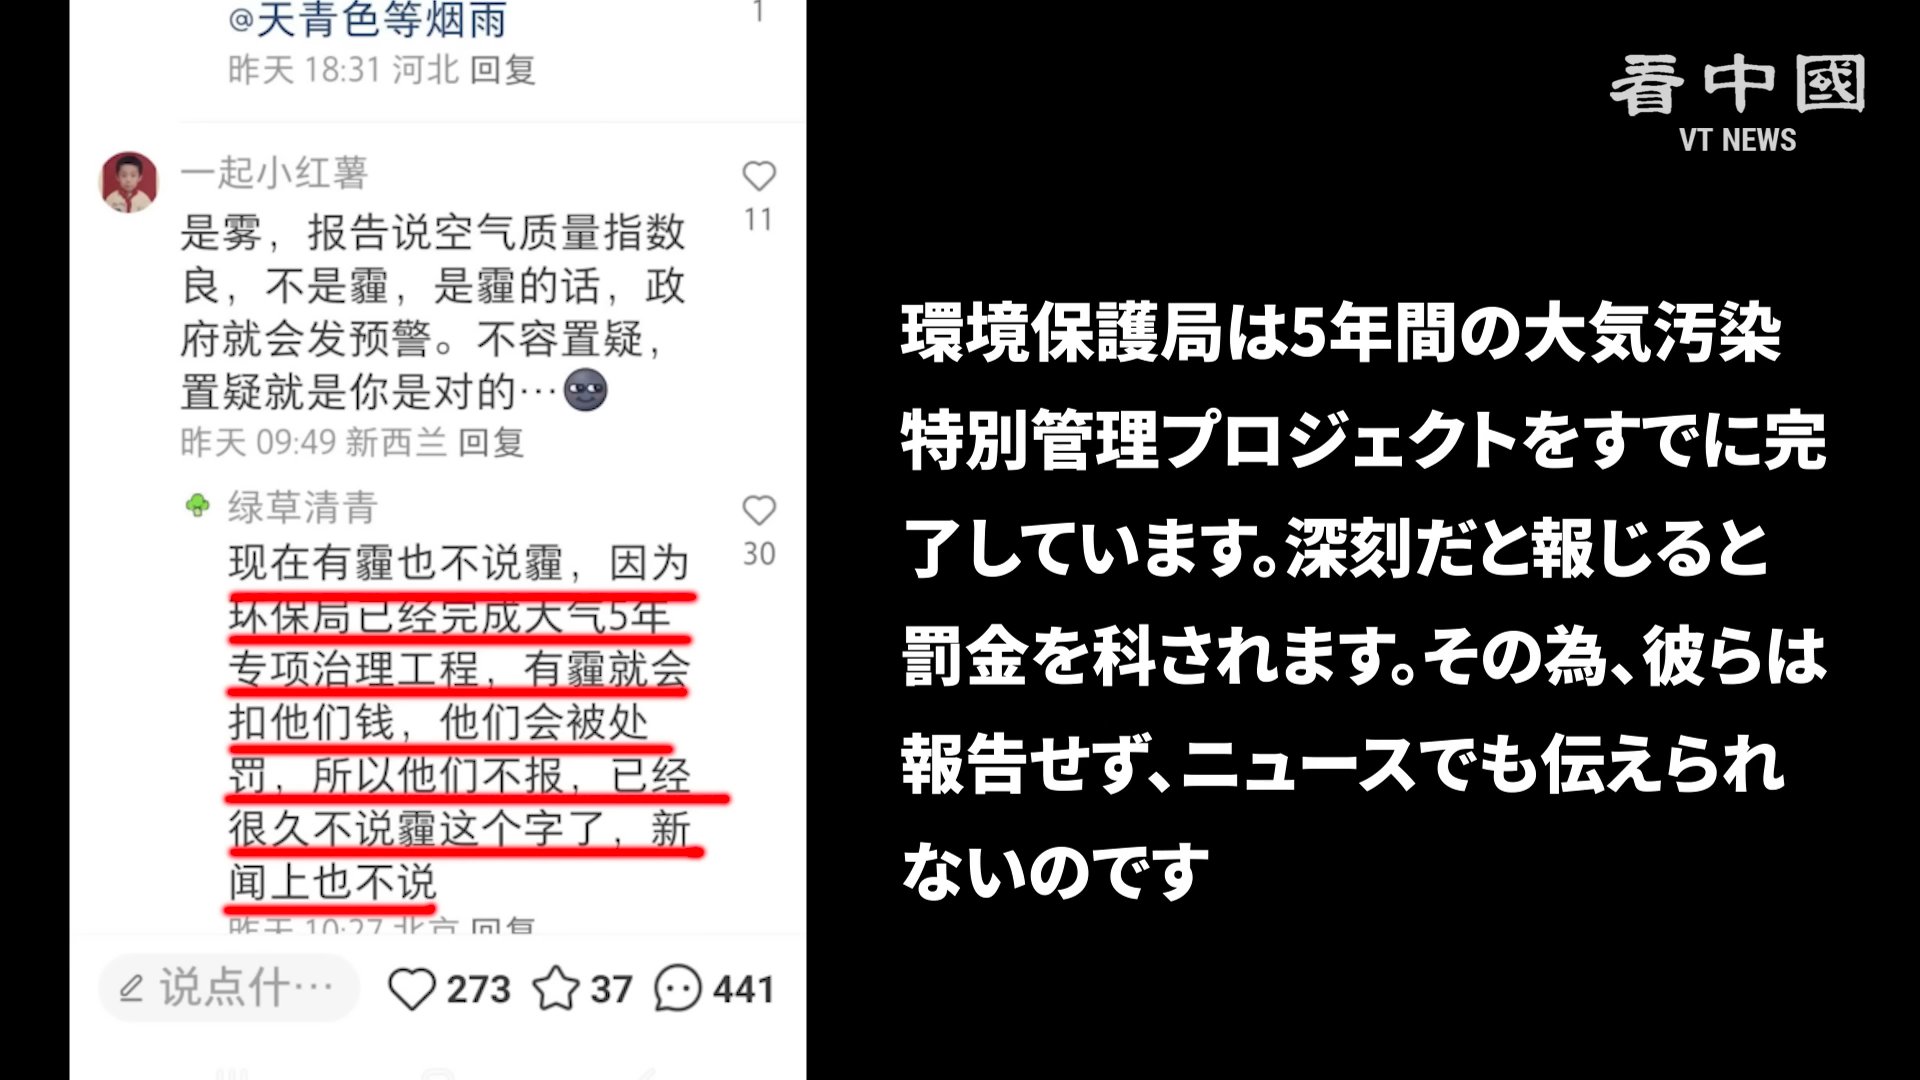 @天青色等烟雨
1
昨天 18:31 河北 回复
一起小红薯
11
是雾，报告说空气质量指数
良，不是霾，是霾的话，政
府就会发预警。不容置疑，
置疑就是你是对的…
昨天 09:49 新西兰 回复
绿草清青
30
现在有霾也不说霾，因为
环保局已经完成大气5年
专项治理工程，有霾就会
扣他们钱，他们会被处
罚，所以他们不报，已经
很久不说霾这个字了，新
闻上也不说
昨天 10:27 北京 回复
说点什…
273
37
441
看中國
VT NEWS
環境保護局は5年間の大気汚染
特別管理プロジェクトをすでに完
了しています。深刻だと報じると
罰金を科されます。その為、彼らは
報告せず、ニュースでも伝えられ
ないのです